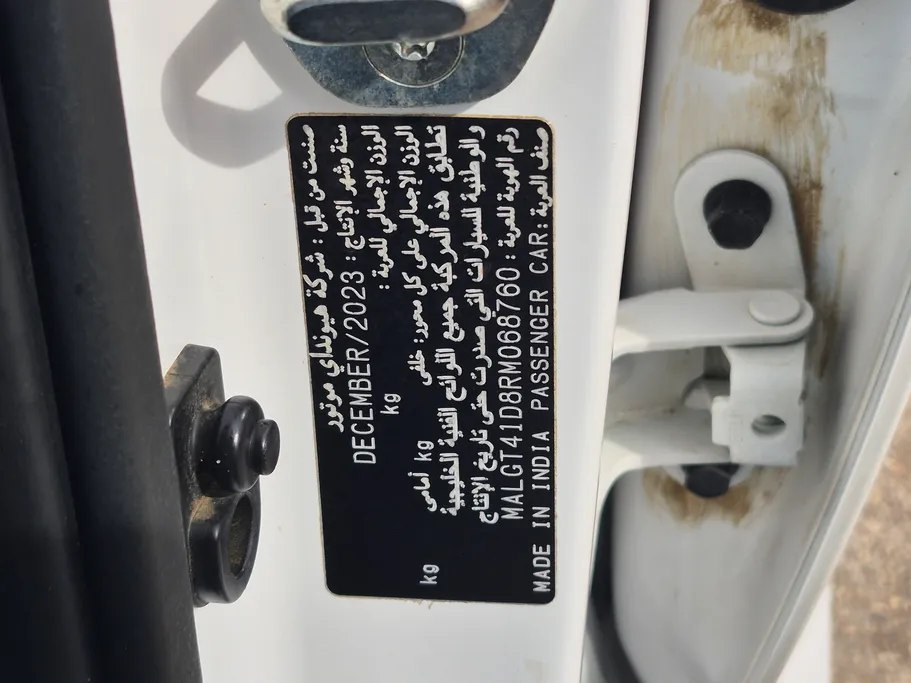 صنعت من قبل : شركة هيونداي موتور
سنة وشهر الإنتاج : DECEMBER/2023
الوزن الإجمالي للعربة : kg
الوزن الإجمالي على كل محور: خلفى kg أمامى kg
تطابق هذه المركبة جميع اللوائح الفنية الخليجية
والوطنية للسيارات التي صدرت حتى تاريخ الإنتاج
رقم الهوية للعربة : MALGT41D8RM068760
صنف العربة: MADE IN INDIA PASSENGER CAR